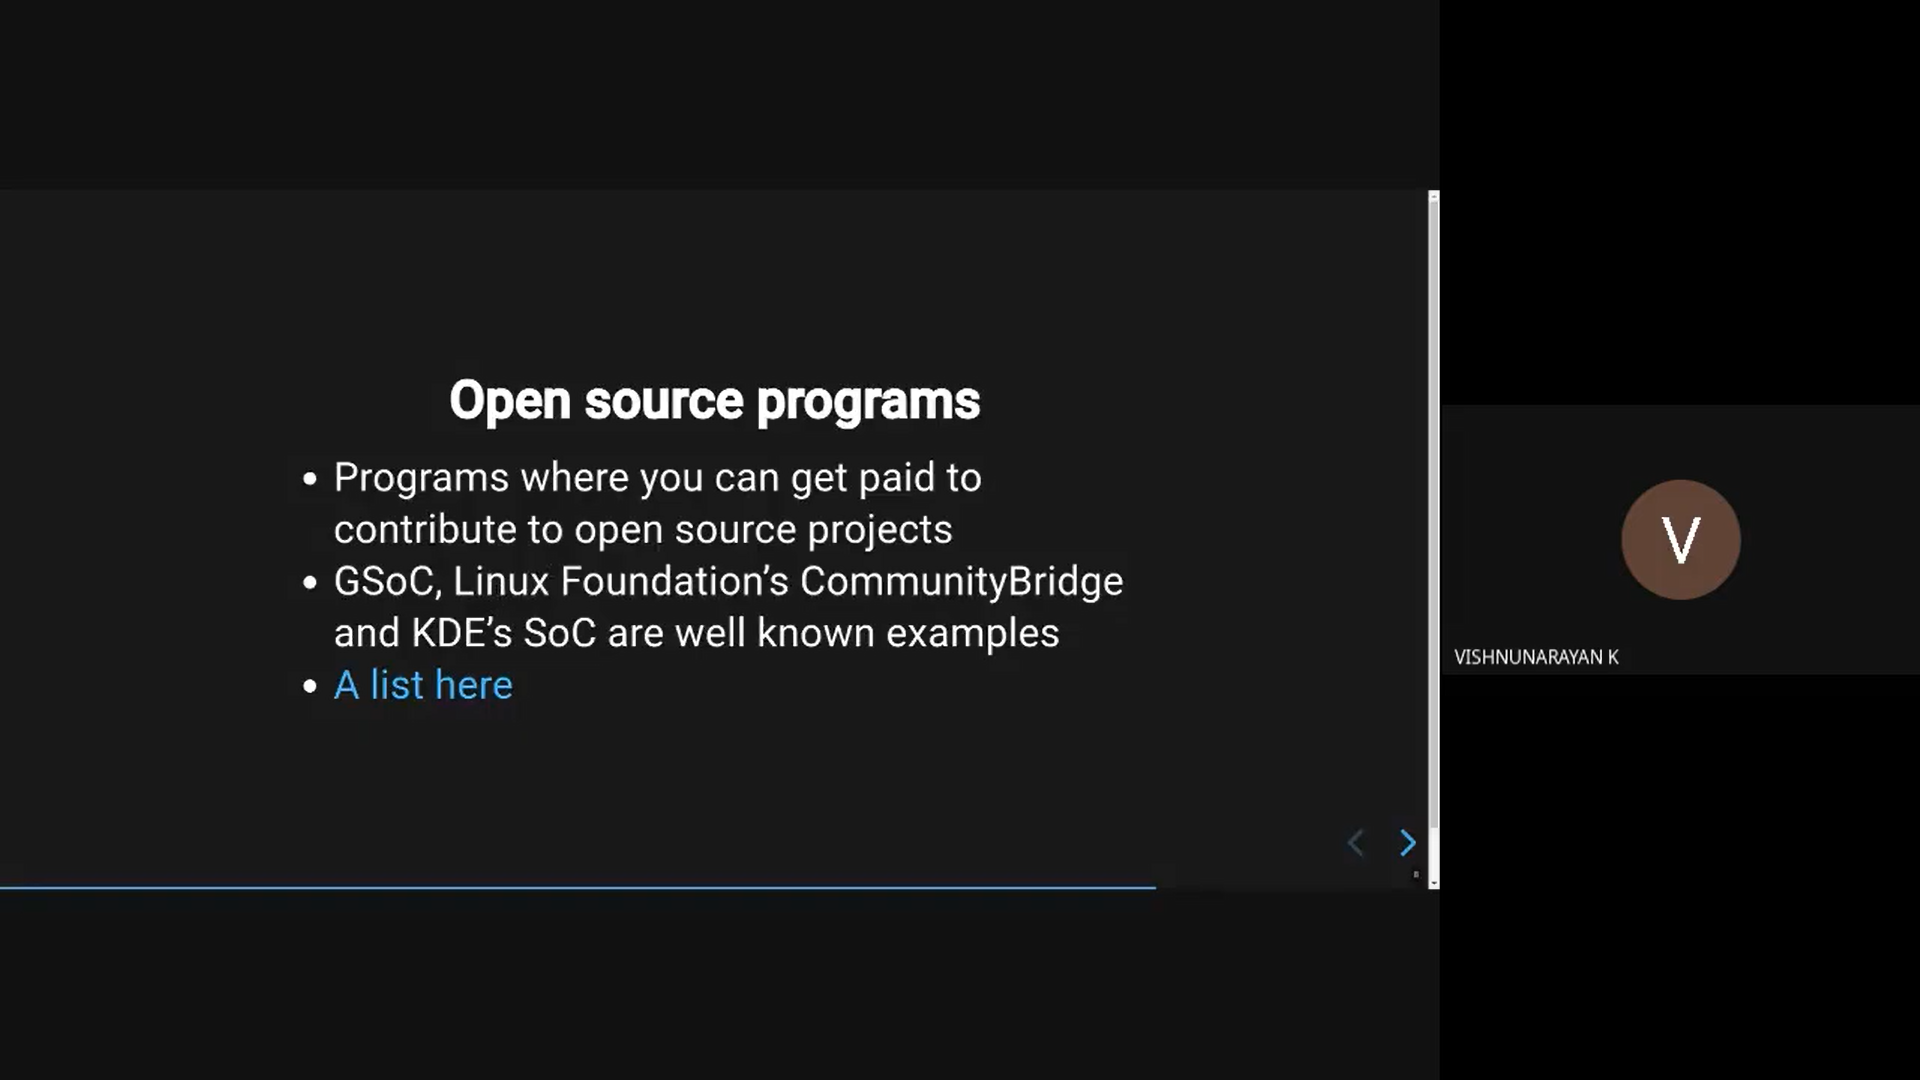 Open source programs
• Programs where you can get paid to
contribute to open source projects
• GSoC, Linux Foundation’s CommunityBridge
and KDE’s SoC are well known examples
• A list here
V
VISHNUNARAYAN K